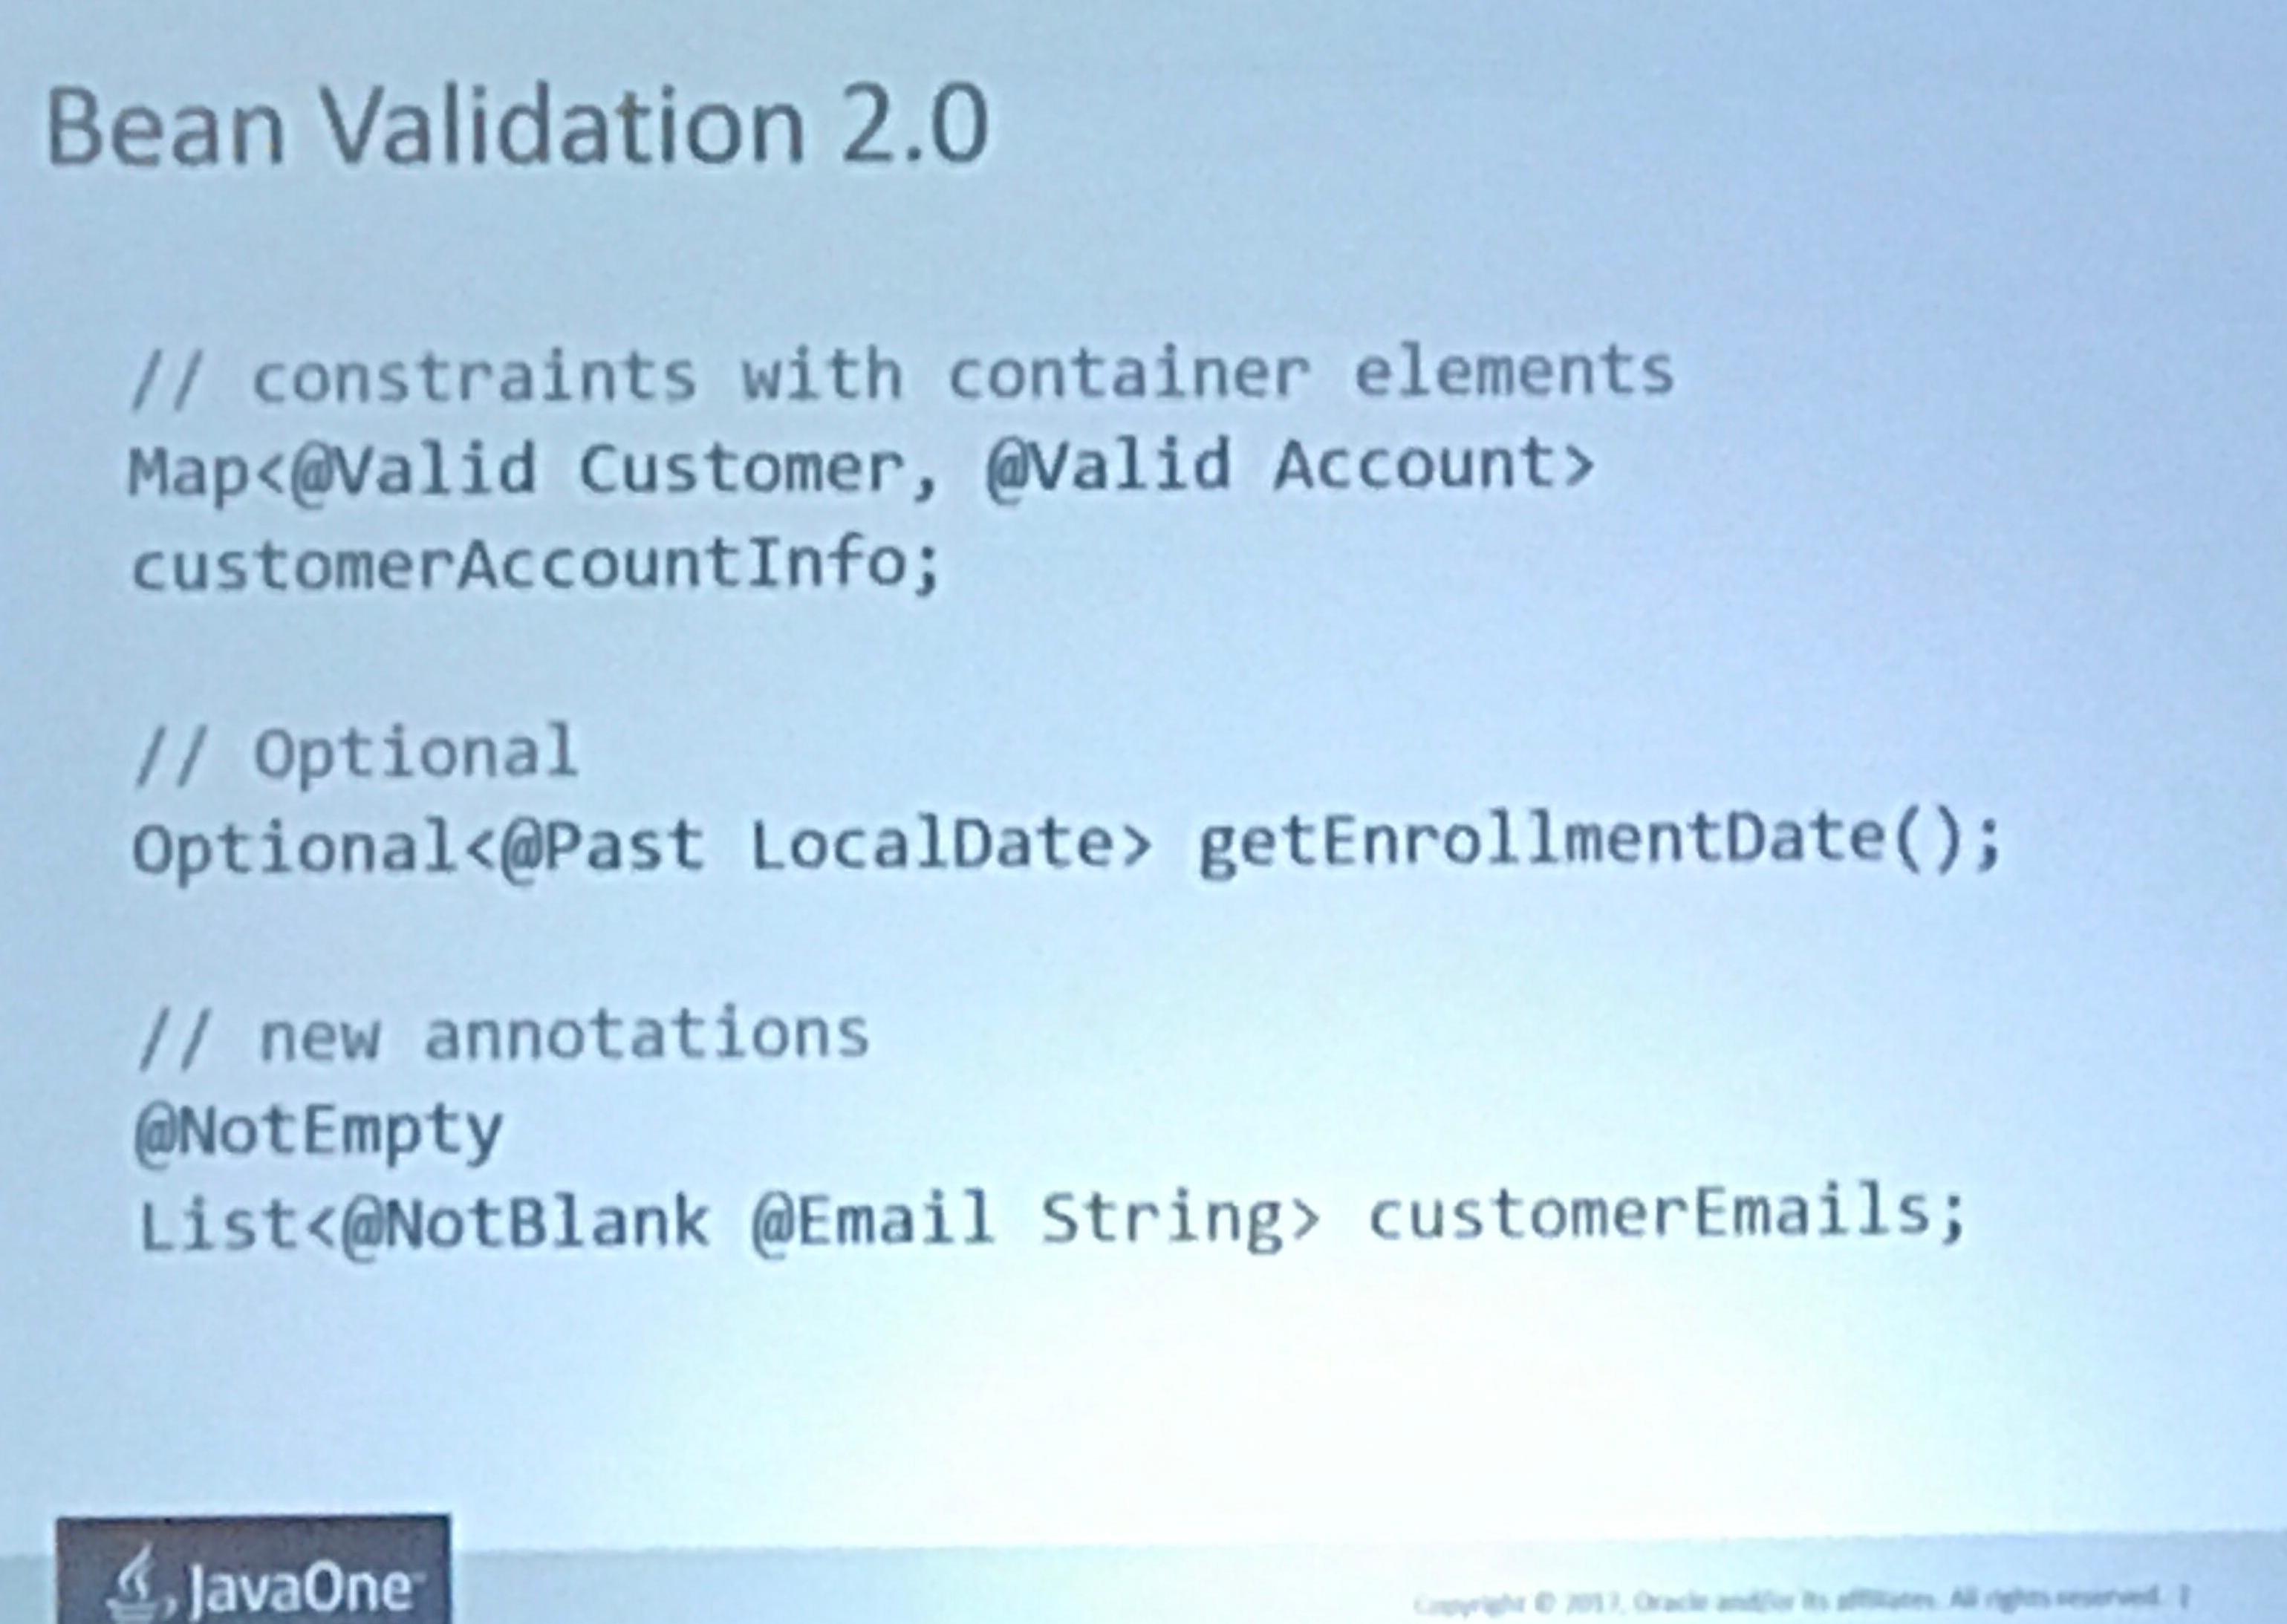 Bean Validation 2.0
// constraints with container elements
Map<@Valid Customer, @Valid Account>
customerAccountInfo;
// Optional
Optional<@Past LocalDate> getEnrollmentDate();
// new annotations
@NotEmpty
List<@NotBlank @Email String> customerEmails;
JavaOne
Copyright © 2017, Oracle and/or its affiliates. All rights reserved. |